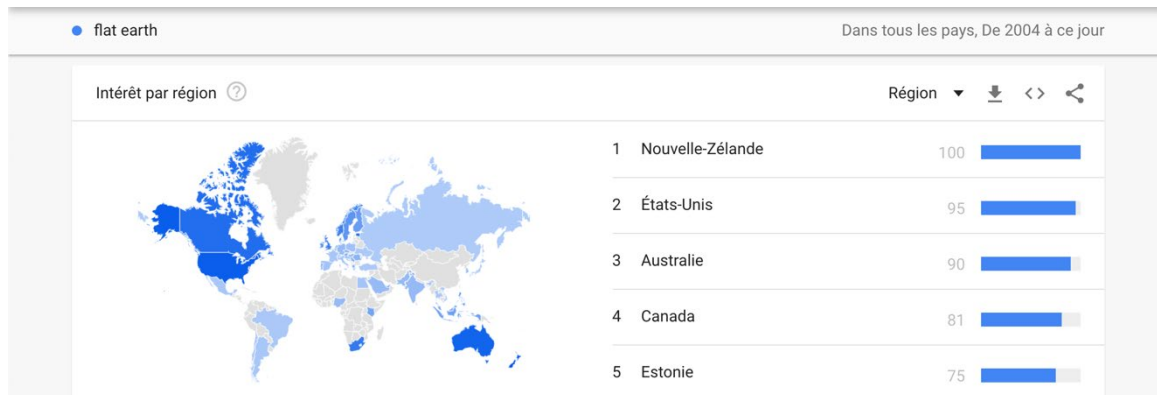 flat earth
Dans tous les pays, De 2004 à ce jour
Intérêt par région ?
Région
1 Nouvelle-Zélande 100
2 États-Unis 95
3 Australie 90
4 Canada 81
5 Estonie 75